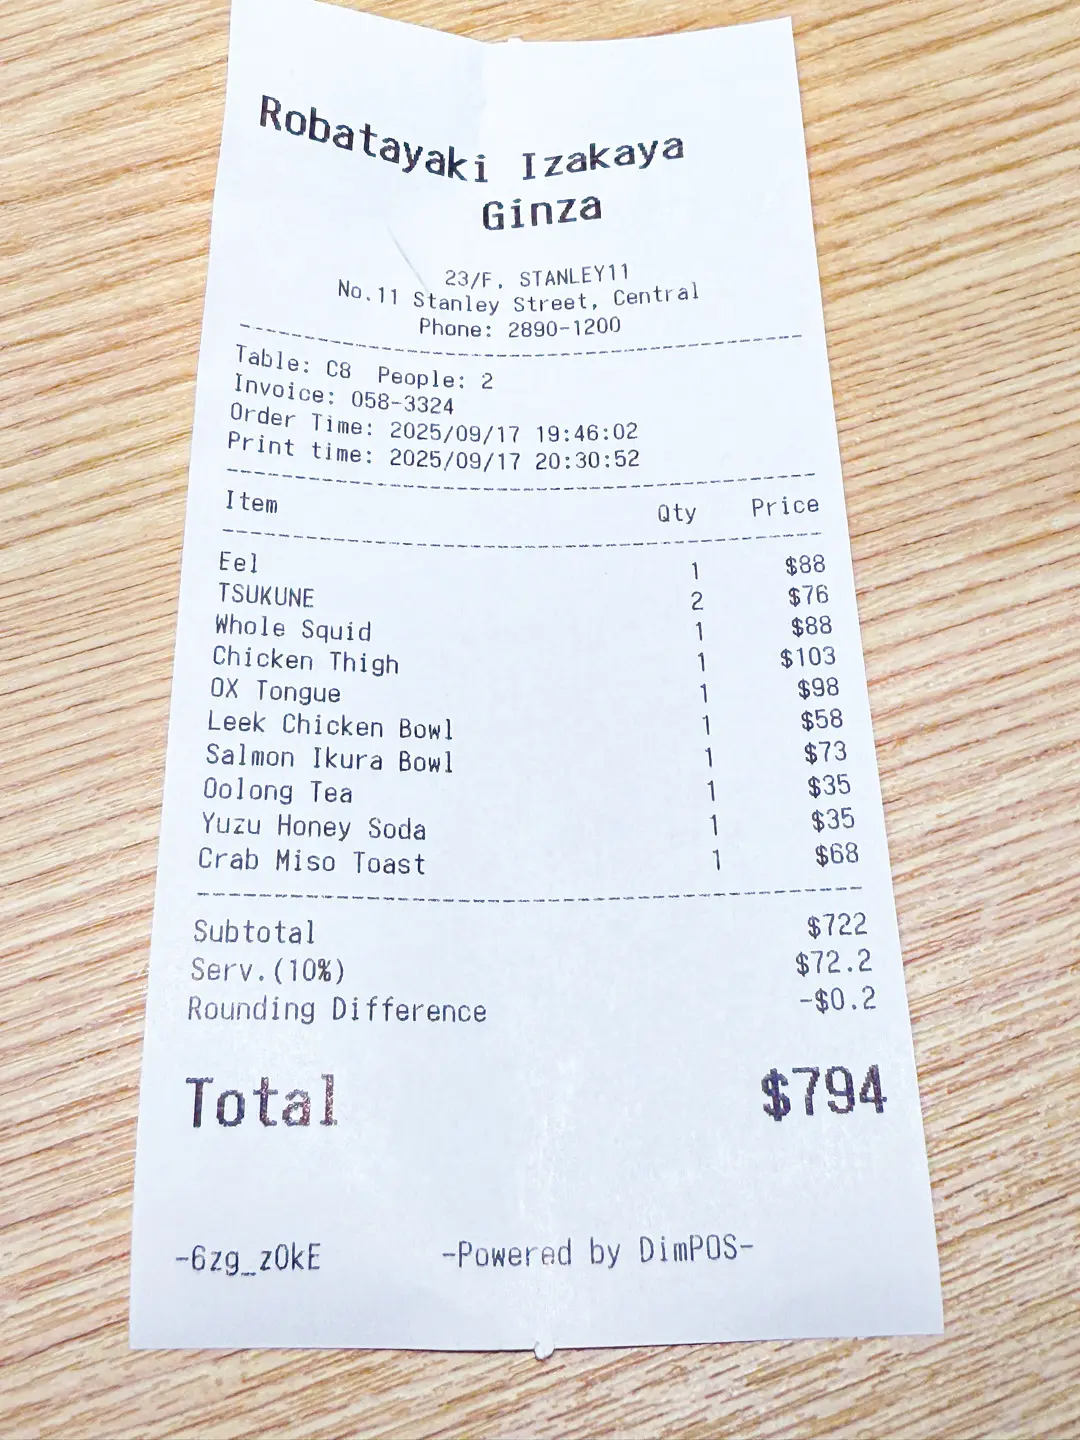 Robatayaki Izakaya
Ginza
23/F, STANLEY11
No.11 Stanley Street, Central
Phone: 2890-1200
Table: C8 People: 2
Invoice: 058-3324
Order Time: 2025/09/17 19:46:02
Print time: 2025/09/17 20:30:52
Item Qty Price
Eel 1 $88
TSUKUNE 2 $76
Whole Squid 1 $88
Chicken Thigh 1 $103
OX Tongue 1 $98
Leek Chicken Bowl 1 $58
Salmon Ikura Bowl 1 $73
Oolong Tea 1 $35
Yuzu Honey Soda 1 $35
Crab Miso Toast 1 $68
Subtotal $722
Serv.(10%) $72.2
Rounding Difference -$0.2
Total $794
-6zg_z0kE -Powered by DimPOS-